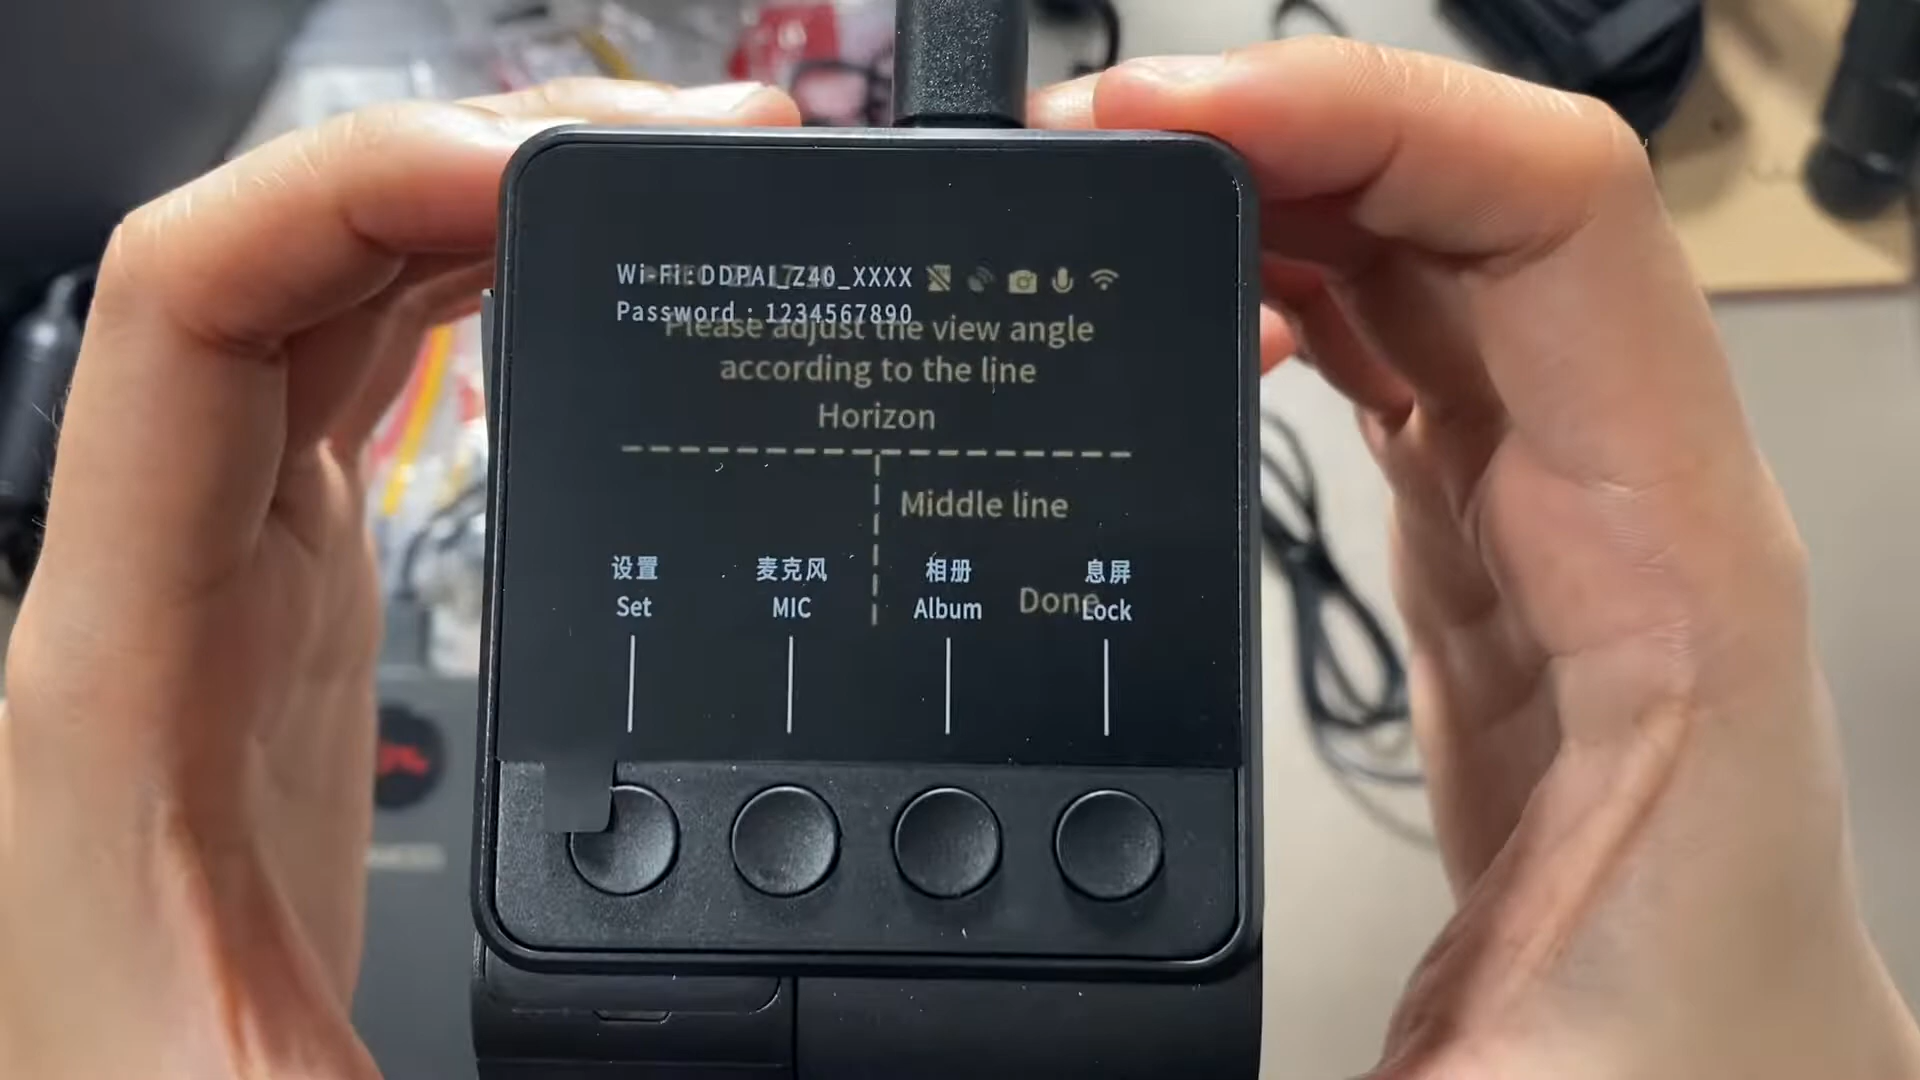 Wi-Fi:DDPAI_Z40_XXXX
Password : 1234567890
Please adjust the view angle
according to the line
Horizon
Middle line
设置 麦克风 相册 息屏
Done
Set MIC Album Lock